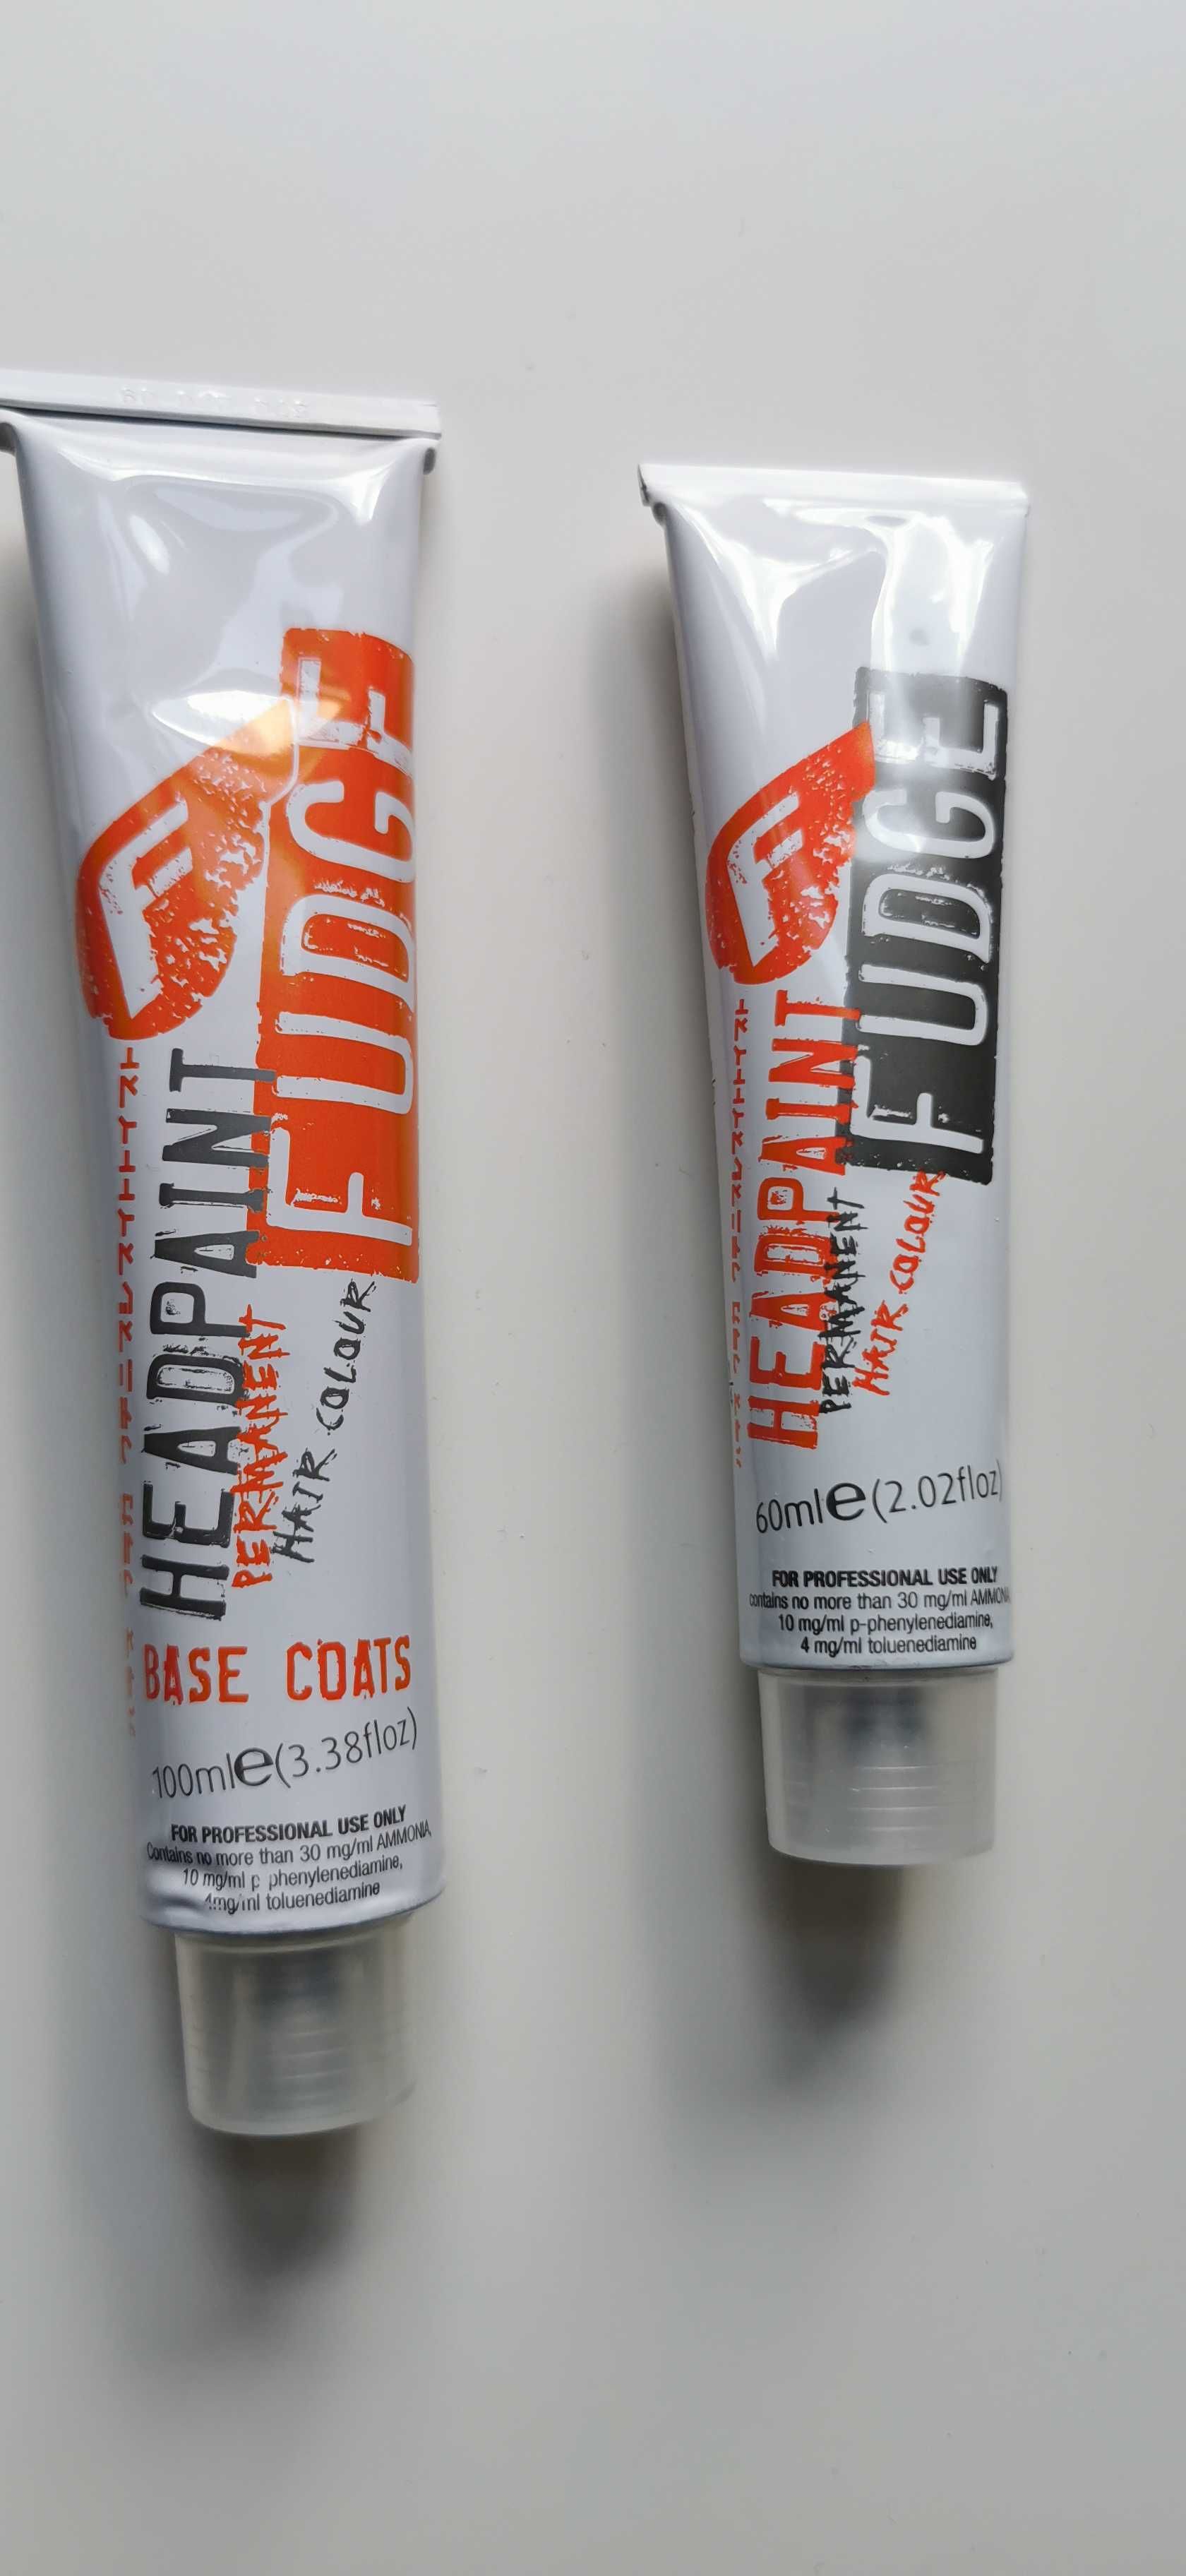 FUDGE
F
HEADPAINT
PERMANENT
HAIR COLOUR
BASE COATS
100ml e (3.38floz)
FOR PROFESSIONAL USE ONLY
Contains no more than 30 mg/ml AMMONIA,
10 mg/ml p phenylenediamine,
4mg/ml toluenediamine
FUDGE
F
HEADPAINT
PERMANENT
HAIR COLOUR
60ml e (2.02floz)
FOR PROFESSIONAL USE ONLY
contains no more than 30 mg/ml
10 mg/ml p-phenylenediamine,
4 mg/ml toluenediamine